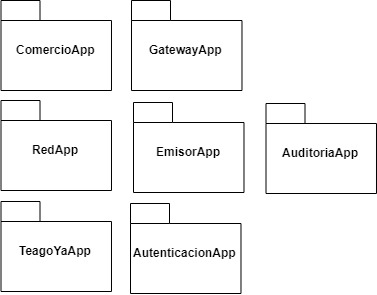 ComercioApp
GatewayApp
RedApp
EmisorApp
AuditoriaApp
TeagoYaApp
AutenticacionApp